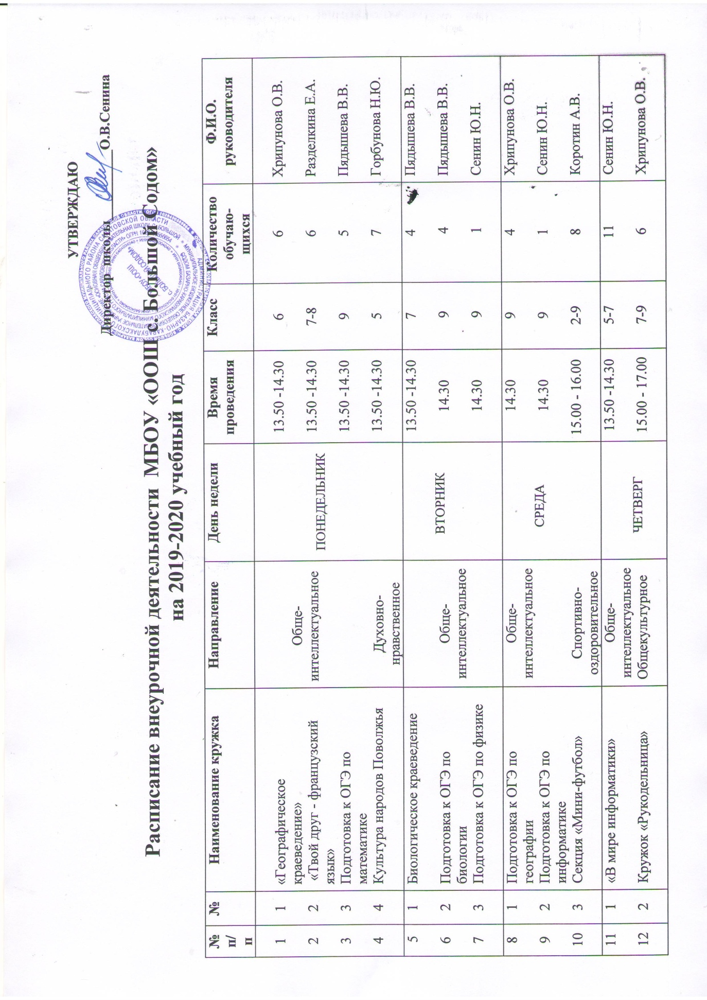 УТВЕРЖДАЮ
Директор школы О.В.Сенина
Расписание внеурочной деятельности МБОУ «ООШ с. Большой Содом»
на 2019-2020 учебный год
№ п/п № Наименование кружка Направление День недели Время проведения Класс Количество обучаю-щихся Ф.И.О. руководителя
1 1 «Географическое краеведение» Обще-интеллектуальное ПОНЕДЕЛЬНИК 13.50 -14.30 6 6 Хрипунова О.В.
2 2 «Твой друг - французский язык» 13.50 -14.30 7-8 6 Разделкина Е.А.
3 3 Подготовка к ОГЭ по математике 13.50 -14.30 9 5 Пядышева В.В.
4 4 Культура народов Поволжья Духовно-нравственное 13.50 -14.30 5 7 Горбунова Н.Ю.
5 1 Биологическое краеведение Обще-интеллектуальное ВТОРНИК 13.50 -14.30 7 4 Пядышева В.В.
6 2 Подготовка к ОГЭ по биологии 14.30 9 4 Пядышева В.В.
7 3 Подготовка к ОГЭ по физике 14.30 9 1 Сенин Ю.Н.
8 1 Подготовка к ОГЭ по географии Обще-интеллектуальное СРЕДА 14.30 9 4 Хрипунова О.В.
9 2 Подготовка к ОГЭ по информатике 14.30 9 1 Сенин Ю.Н.
10 3 Секция «Мини-футбол» Спортивно-оздоровительное 15.00 - 16.00 2-9 8 Коротин А.В.
11 1 «В мире информатики» Обще-интеллектуальное ЧЕТВЕРГ 13.50 -14.30 5-7 11 Сенин Ю.Н.
12 2 Кружок «Рукодельница» Общекультурное 15.00 - 17.00 7-9 6 Хрипунова О.В.